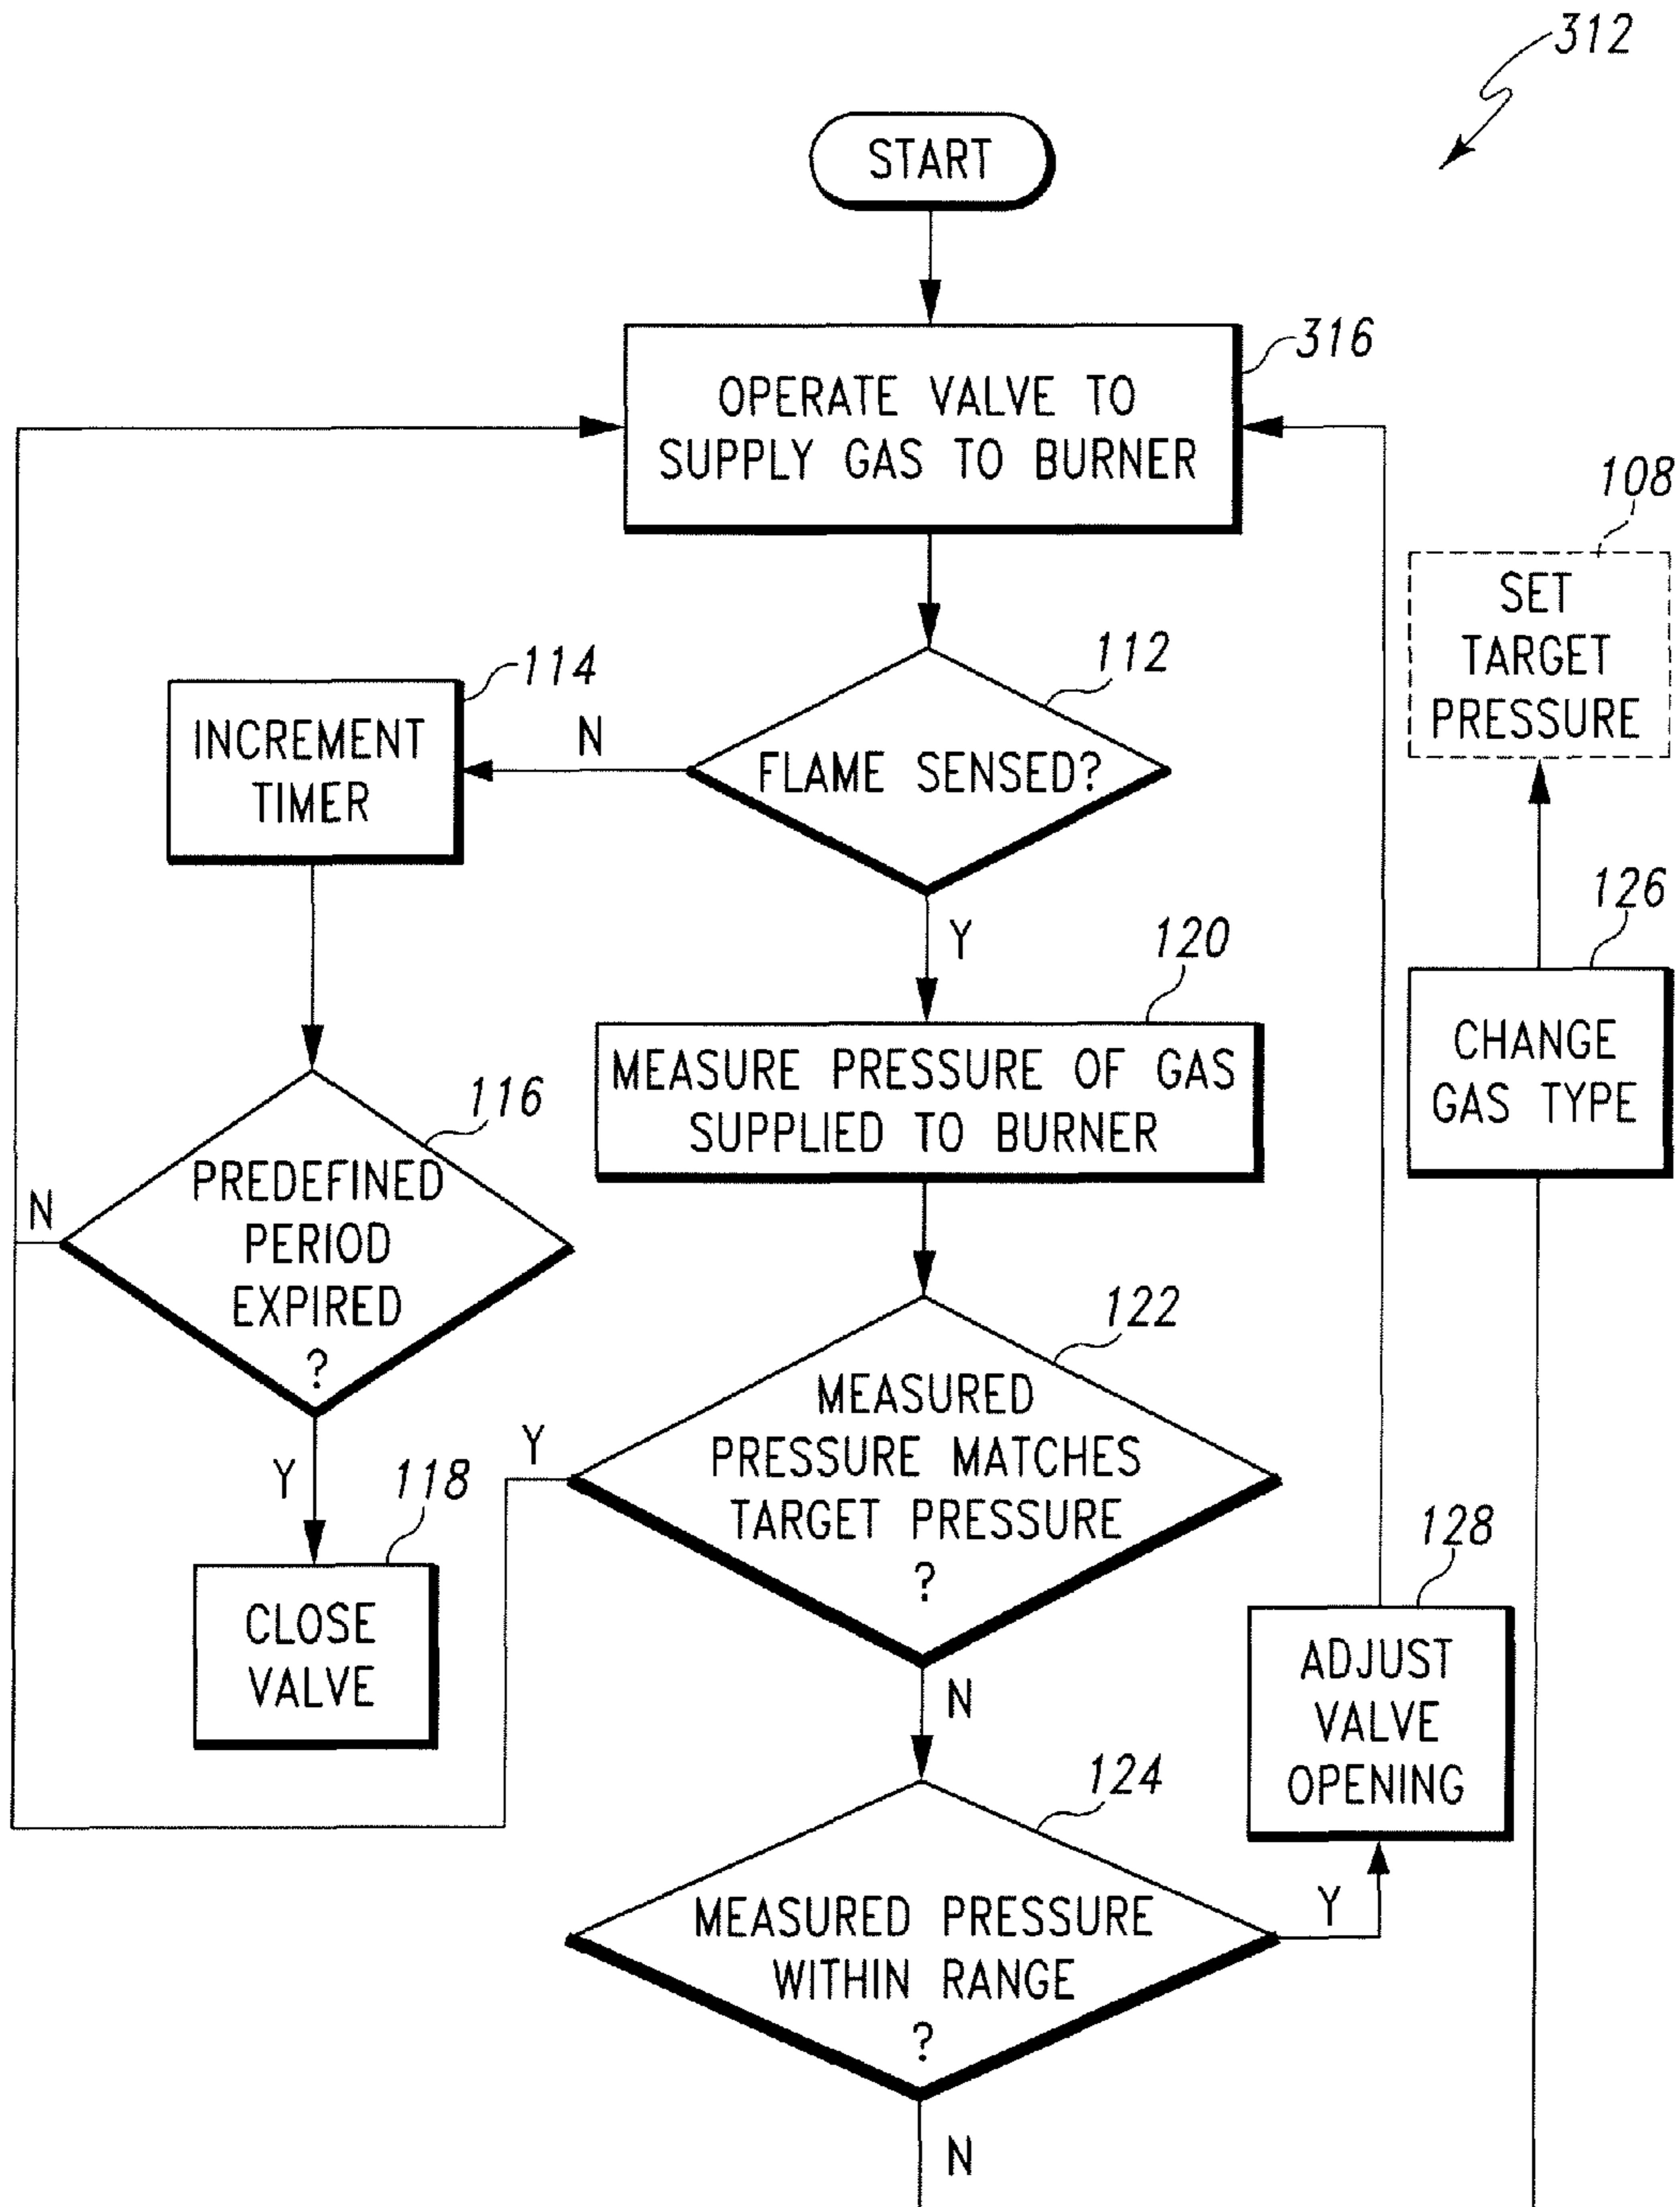 312
START
316
OPERATE VALVE TO
SUPPLY GAS TO BURNER
108
SET
TARGET
PRESSURE
112
FLAME SENSED?
N
114
INCREMENT
TIMER
Y
126
CHANGE
GAS TYPE
120
MEASURE PRESSURE OF GAS
SUPPLIED TO BURNER
116
PREDEFINED
PERIOD
EXPIRED
?
N
Y
118
CLOSE
VALVE
122
MEASURED
PRESSURE MATCHES
TARGET PRESSURE
?
Y
N
128
ADJUST
VALVE
OPENING
124
MEASURED PRESSURE
WITHIN RANGE
?
Y
N